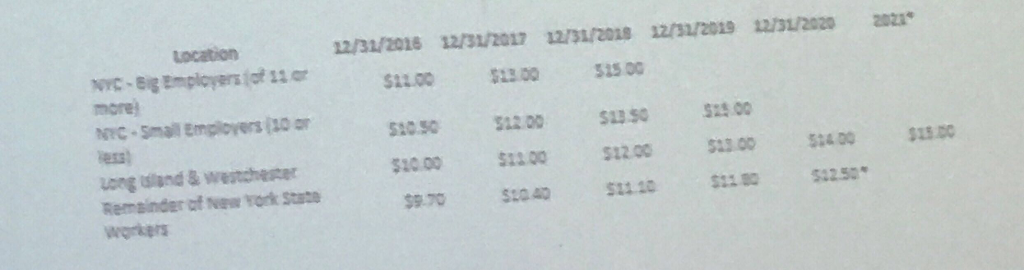 Location 12/31/2016 12/31/2017 12/31/2018 12/31/2019 12/31/2020 2021*
NYC - Big Employers (of 11 or $11.00 $13.00 $15.00
more)
NYC - Small Employers (10 or $10.50 $12.00 $13.50 $15.00
less)
Long Island & Westchester $10.00 $11.00 $12.00 $13.00 $14.00 $15.00
Remainder of New York State $9.70 $10.40 $11.10 $11.80 $12.50*
Workers